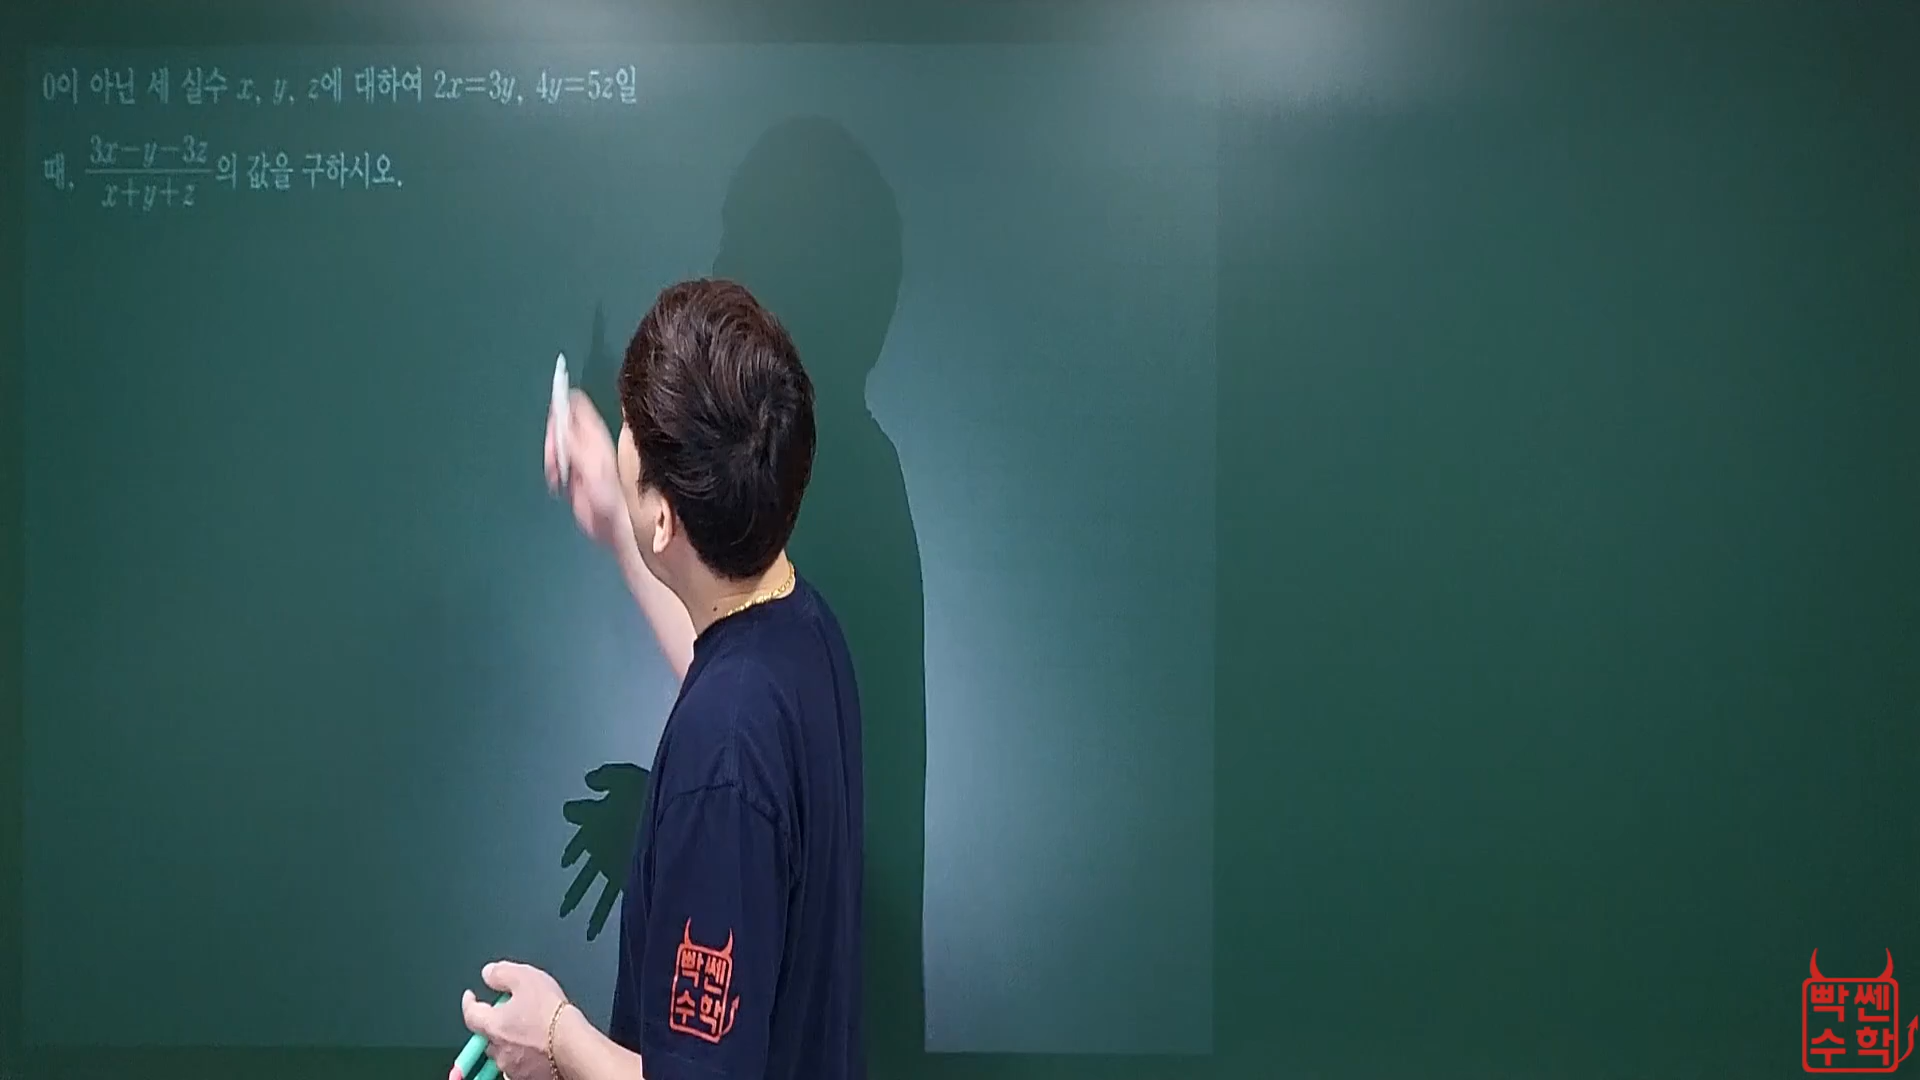 0이 아닌 세 실수 x, y, z에 대하여 2x=3y, 4y=5z일
때, \frac{3x-y-3z}{x+y+z}의 값을 구하시오.
빡쎈
수학
빡쎈
수학